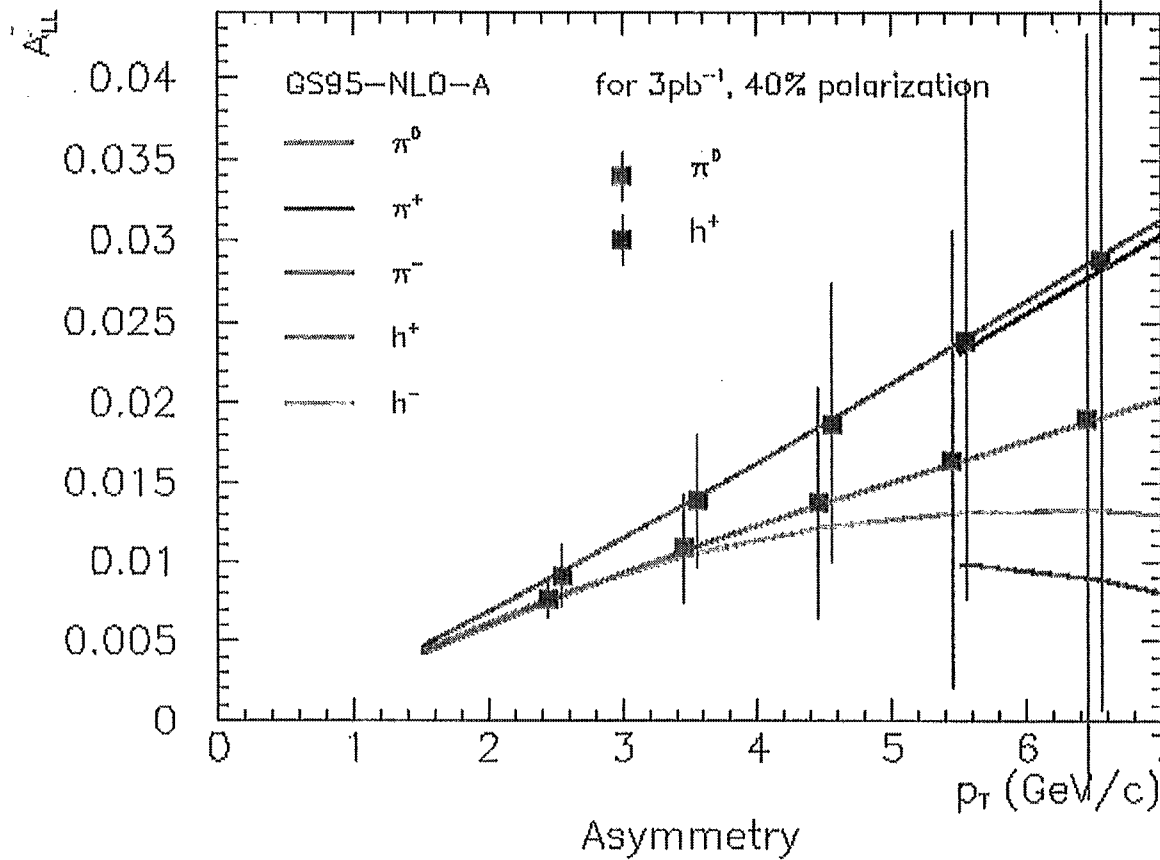 A_LL
0.04
0.035
0.03
0.025
0.02
0.015
0.01
0.005
0
GS95-NLO-A
for 3pb⁻¹, 40% polarization
π⁰
π⁺
π⁻
h⁺
h⁻
π⁰
h⁺
0 1 2 3 4 5 6
p_T (GeV/c)
Asymmetry